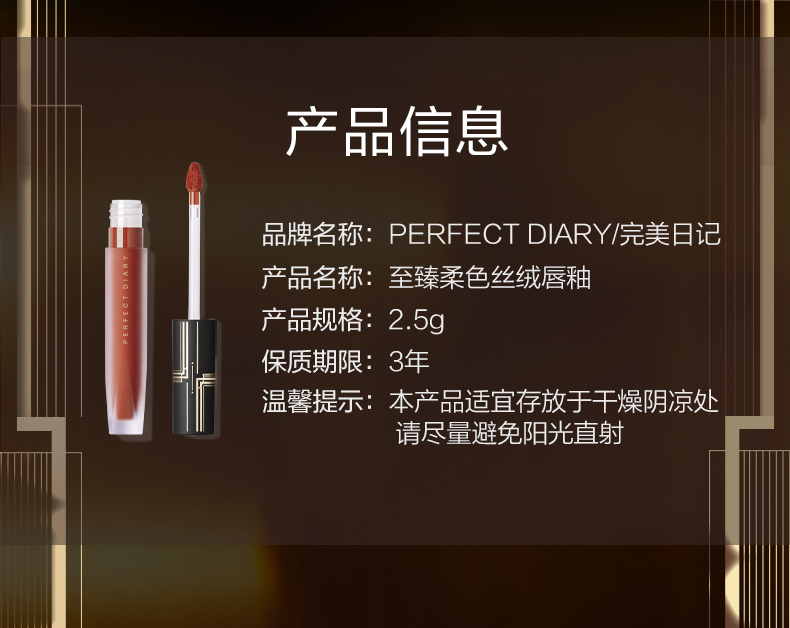 产品信息
品牌名称：PERFECT DIARY/完美日记
产品名称：至臻柔色丝绒唇釉
产品规格：2.5g
保质期限：3年
温馨提示：本产品适宜存放于干燥阴凉处
请尽量避免阳光直射
PERFECT DIARY